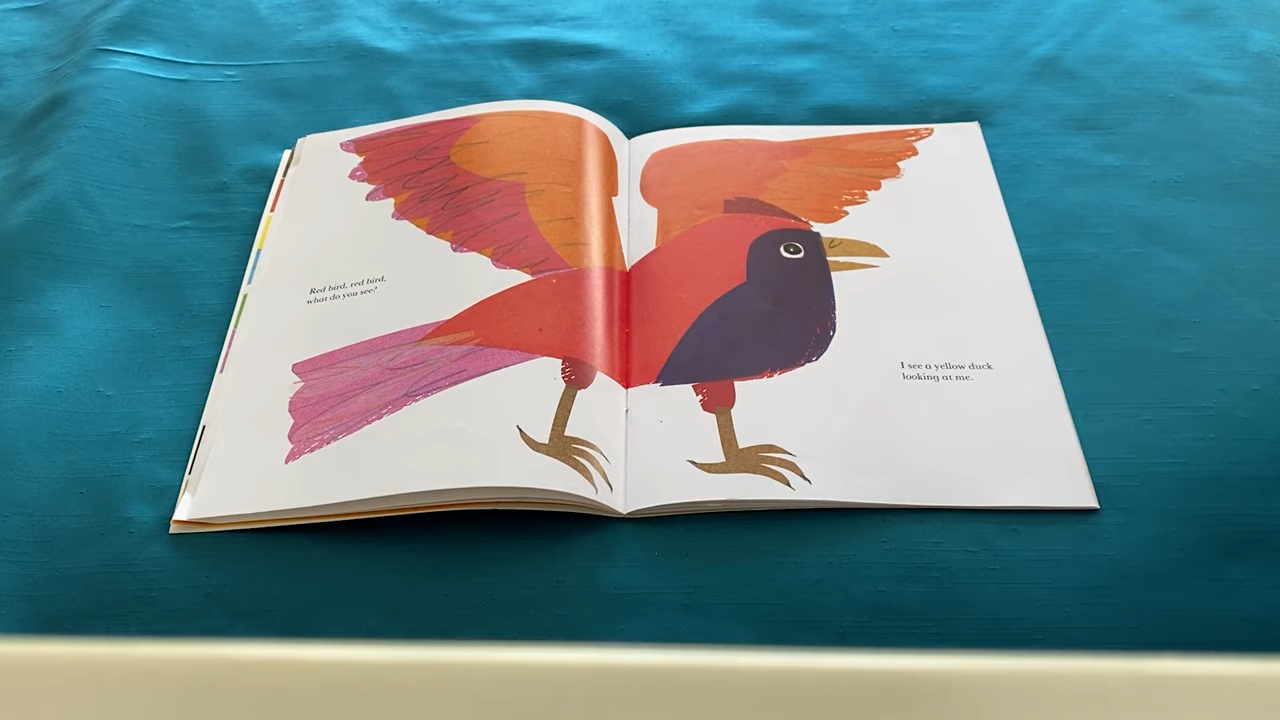 Red bird, red bird,
what do you see?
I see a yellow duck
looking at me.